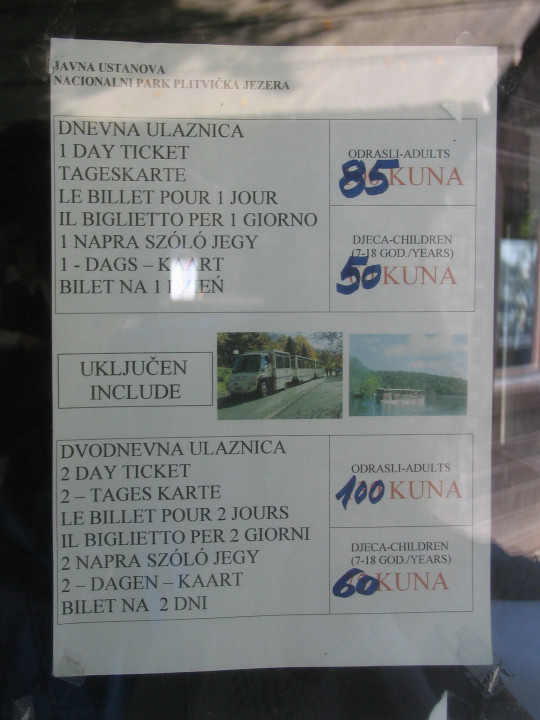 JAVNA USTANOVA
NACIONALNI PARK PLITVIČKA JEZERA
DNEVNA ULAZNICA
1 DAY TICKET
TAGESKARTE
LE BILLET POUR 1 JOUR
IL BIGLIETTO PER 1 GIORNO
1 NAPRA SZÓLÓ JEGY
1 - DAGS – KAART
BILET NA 1 DZIEŃ
ODRASLI-ADULTS
85 KUNA
DJECA-CHILDREN
(7-18 GOD./YEARS)
50 KUNA
UKLJUČEN
INCLUDE
DVODNEVNA ULAZNICA
2 DAY TICKET
2 – TAGES KARTE
LE BILLET POUR 2 JOURS
IL BIGLIETTO PER 2 GIORNI
2 NAPRA SZÓLÓ JEGY
2 – DAGEN – KAART
BILET NA 2 DNI
ODRASLI-ADULTS
100 KUNA
DJECA-CHILDREN
(7-18 GOD./YEARS)
60 KUNA